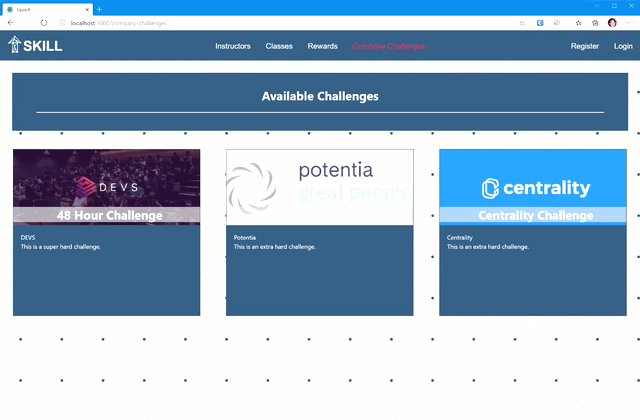 Upskill
localhost:3000/company-challenges
SKILL
Instructors
Classes
Rewards
Company Challenges
Register
Login
Available Challenges
DEVS
48 Hour Challenge
DEVS
This is a super hard challenge.
potentia
great people
Potentia
This is an extra hard challenge.
centrality
Centrality Challenge
Centrality
This is an extra hard challenge.